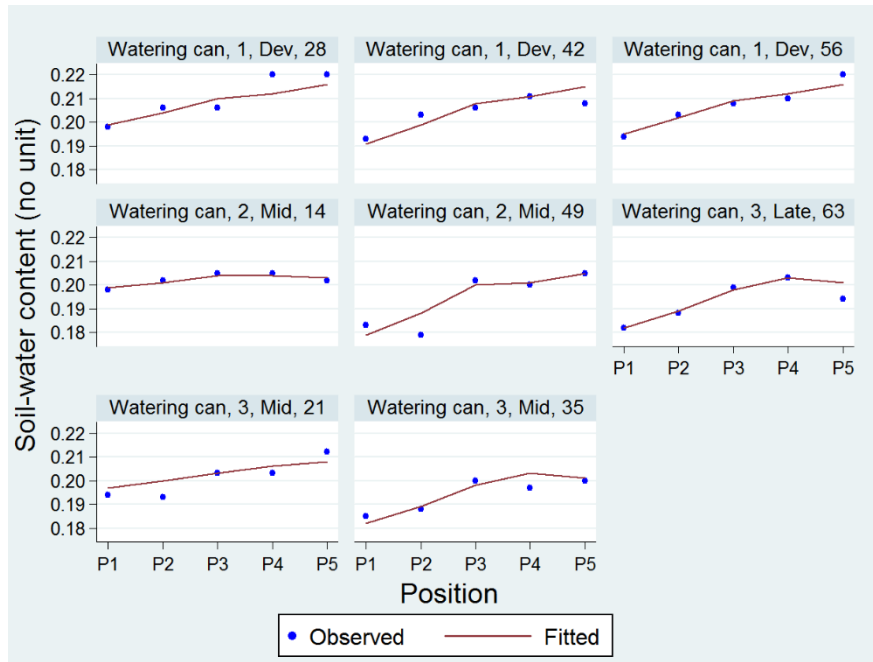 Soil-water content (no unit)
Watering can, 1, Dev, 28
Watering can, 1, Dev, 42
Watering can, 1, Dev, 56
0.22
0.21
0.20
0.19
0.18
Watering can, 2, Mid, 14
Watering can, 2, Mid, 49
Watering can, 3, Late, 63
0.22
0.21
0.20
0.19
0.18
P1 P2 P3 P4 P5
Watering can, 3, Mid, 21
Watering can, 3, Mid, 35
0.22
0.21
0.20
0.19
0.18
P1 P2 P3 P4 P5
P1 P2 P3 P4 P5
Position
Observed
Fitted